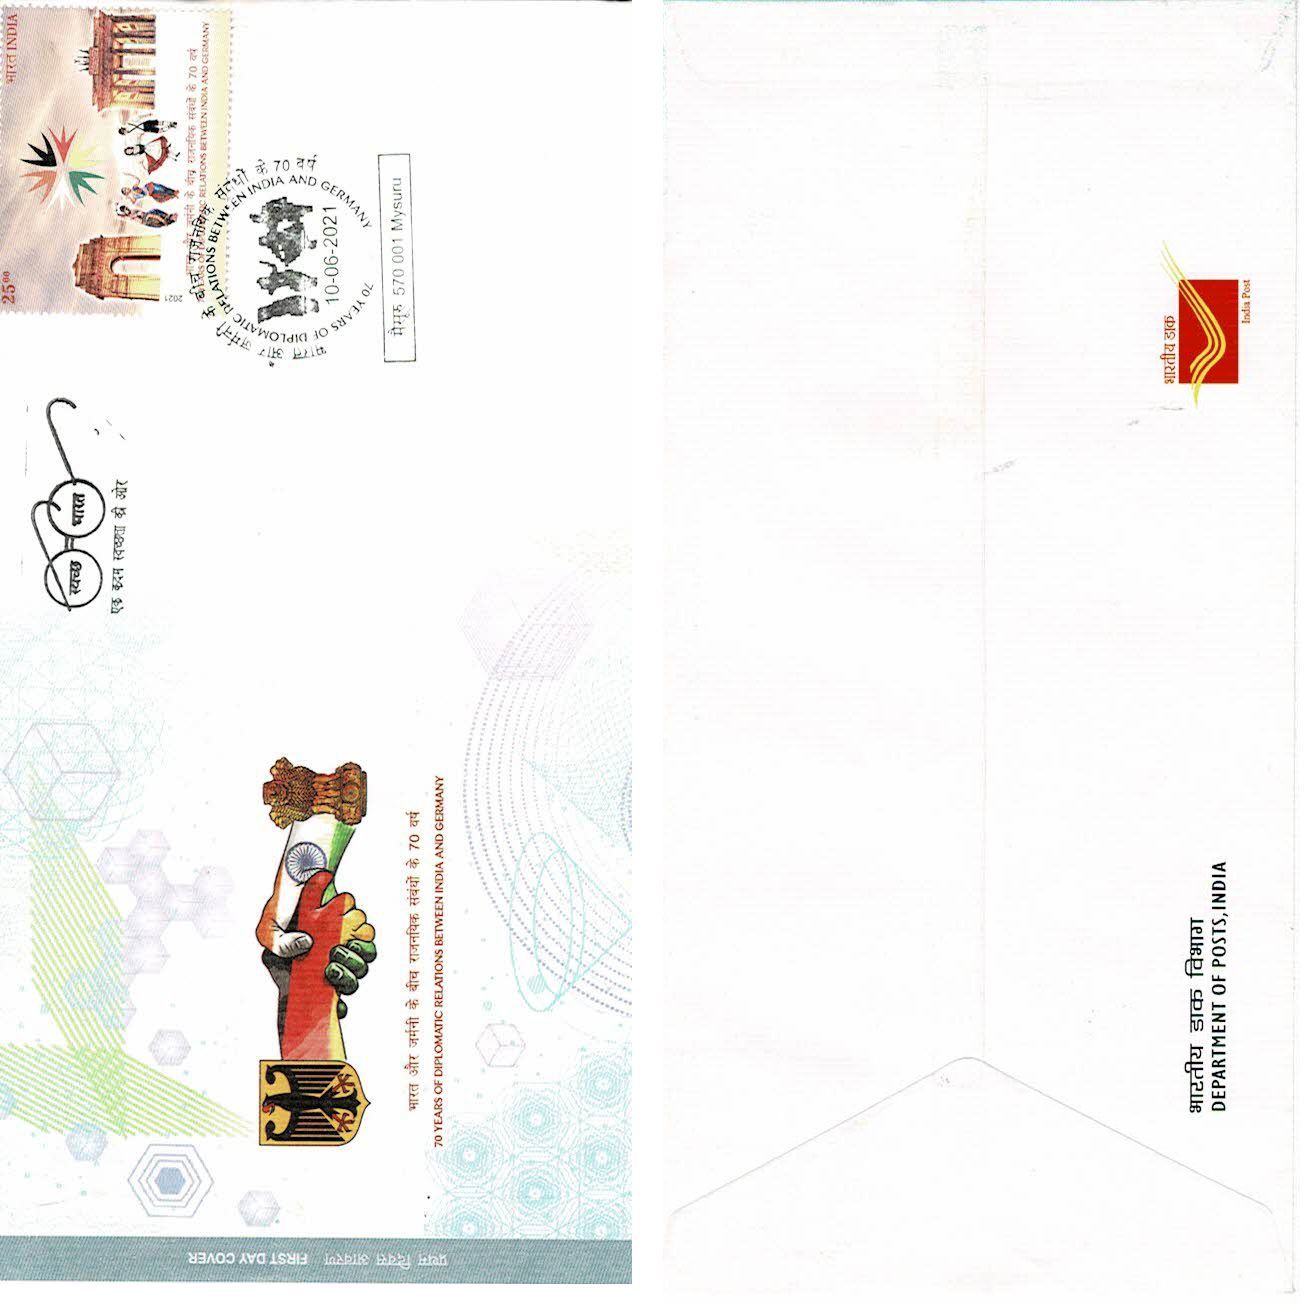 प्रथम दिवस आवरण FIRST DAY COVER
स्वच्छ भारत
एक कदम स्वच्छता की ओर
25⁰⁰
भारत INDIA
2021
भारत और जर्मनी के बीच राजनयिक संबंधों के 70 वर्ष
70 YEARS OF DIPLOMATIC RELATIONS BETWEEN INDIA AND GERMANY
भारत और जर्मनी के बीच राजनयिक संबंधों के 70 वर्ष
70 YEARS OF DIPLOMATIC RELATIONS BETWEEN INDIA AND GERMANY
10-06-2021
मैसूरु 570 001 Mysuru
भारत और जर्मनी के बीच राजनयिक संबंधों के 70 वर्ष
70 YEARS OF DIPLOMATIC RELATIONS BETWEEN INDIA AND GERMANY
भारतीय डाक विभाग
DEPARTMENT OF POSTS, INDIA
भारतीय डाक
India Post